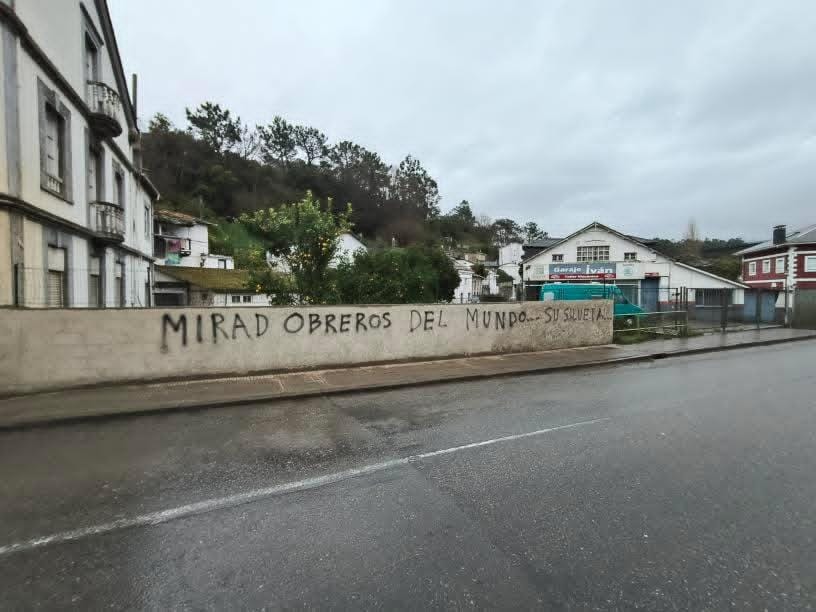 MIRAD OBREROS DEL MUNDO... SU SILUETA...
Garaje Iván